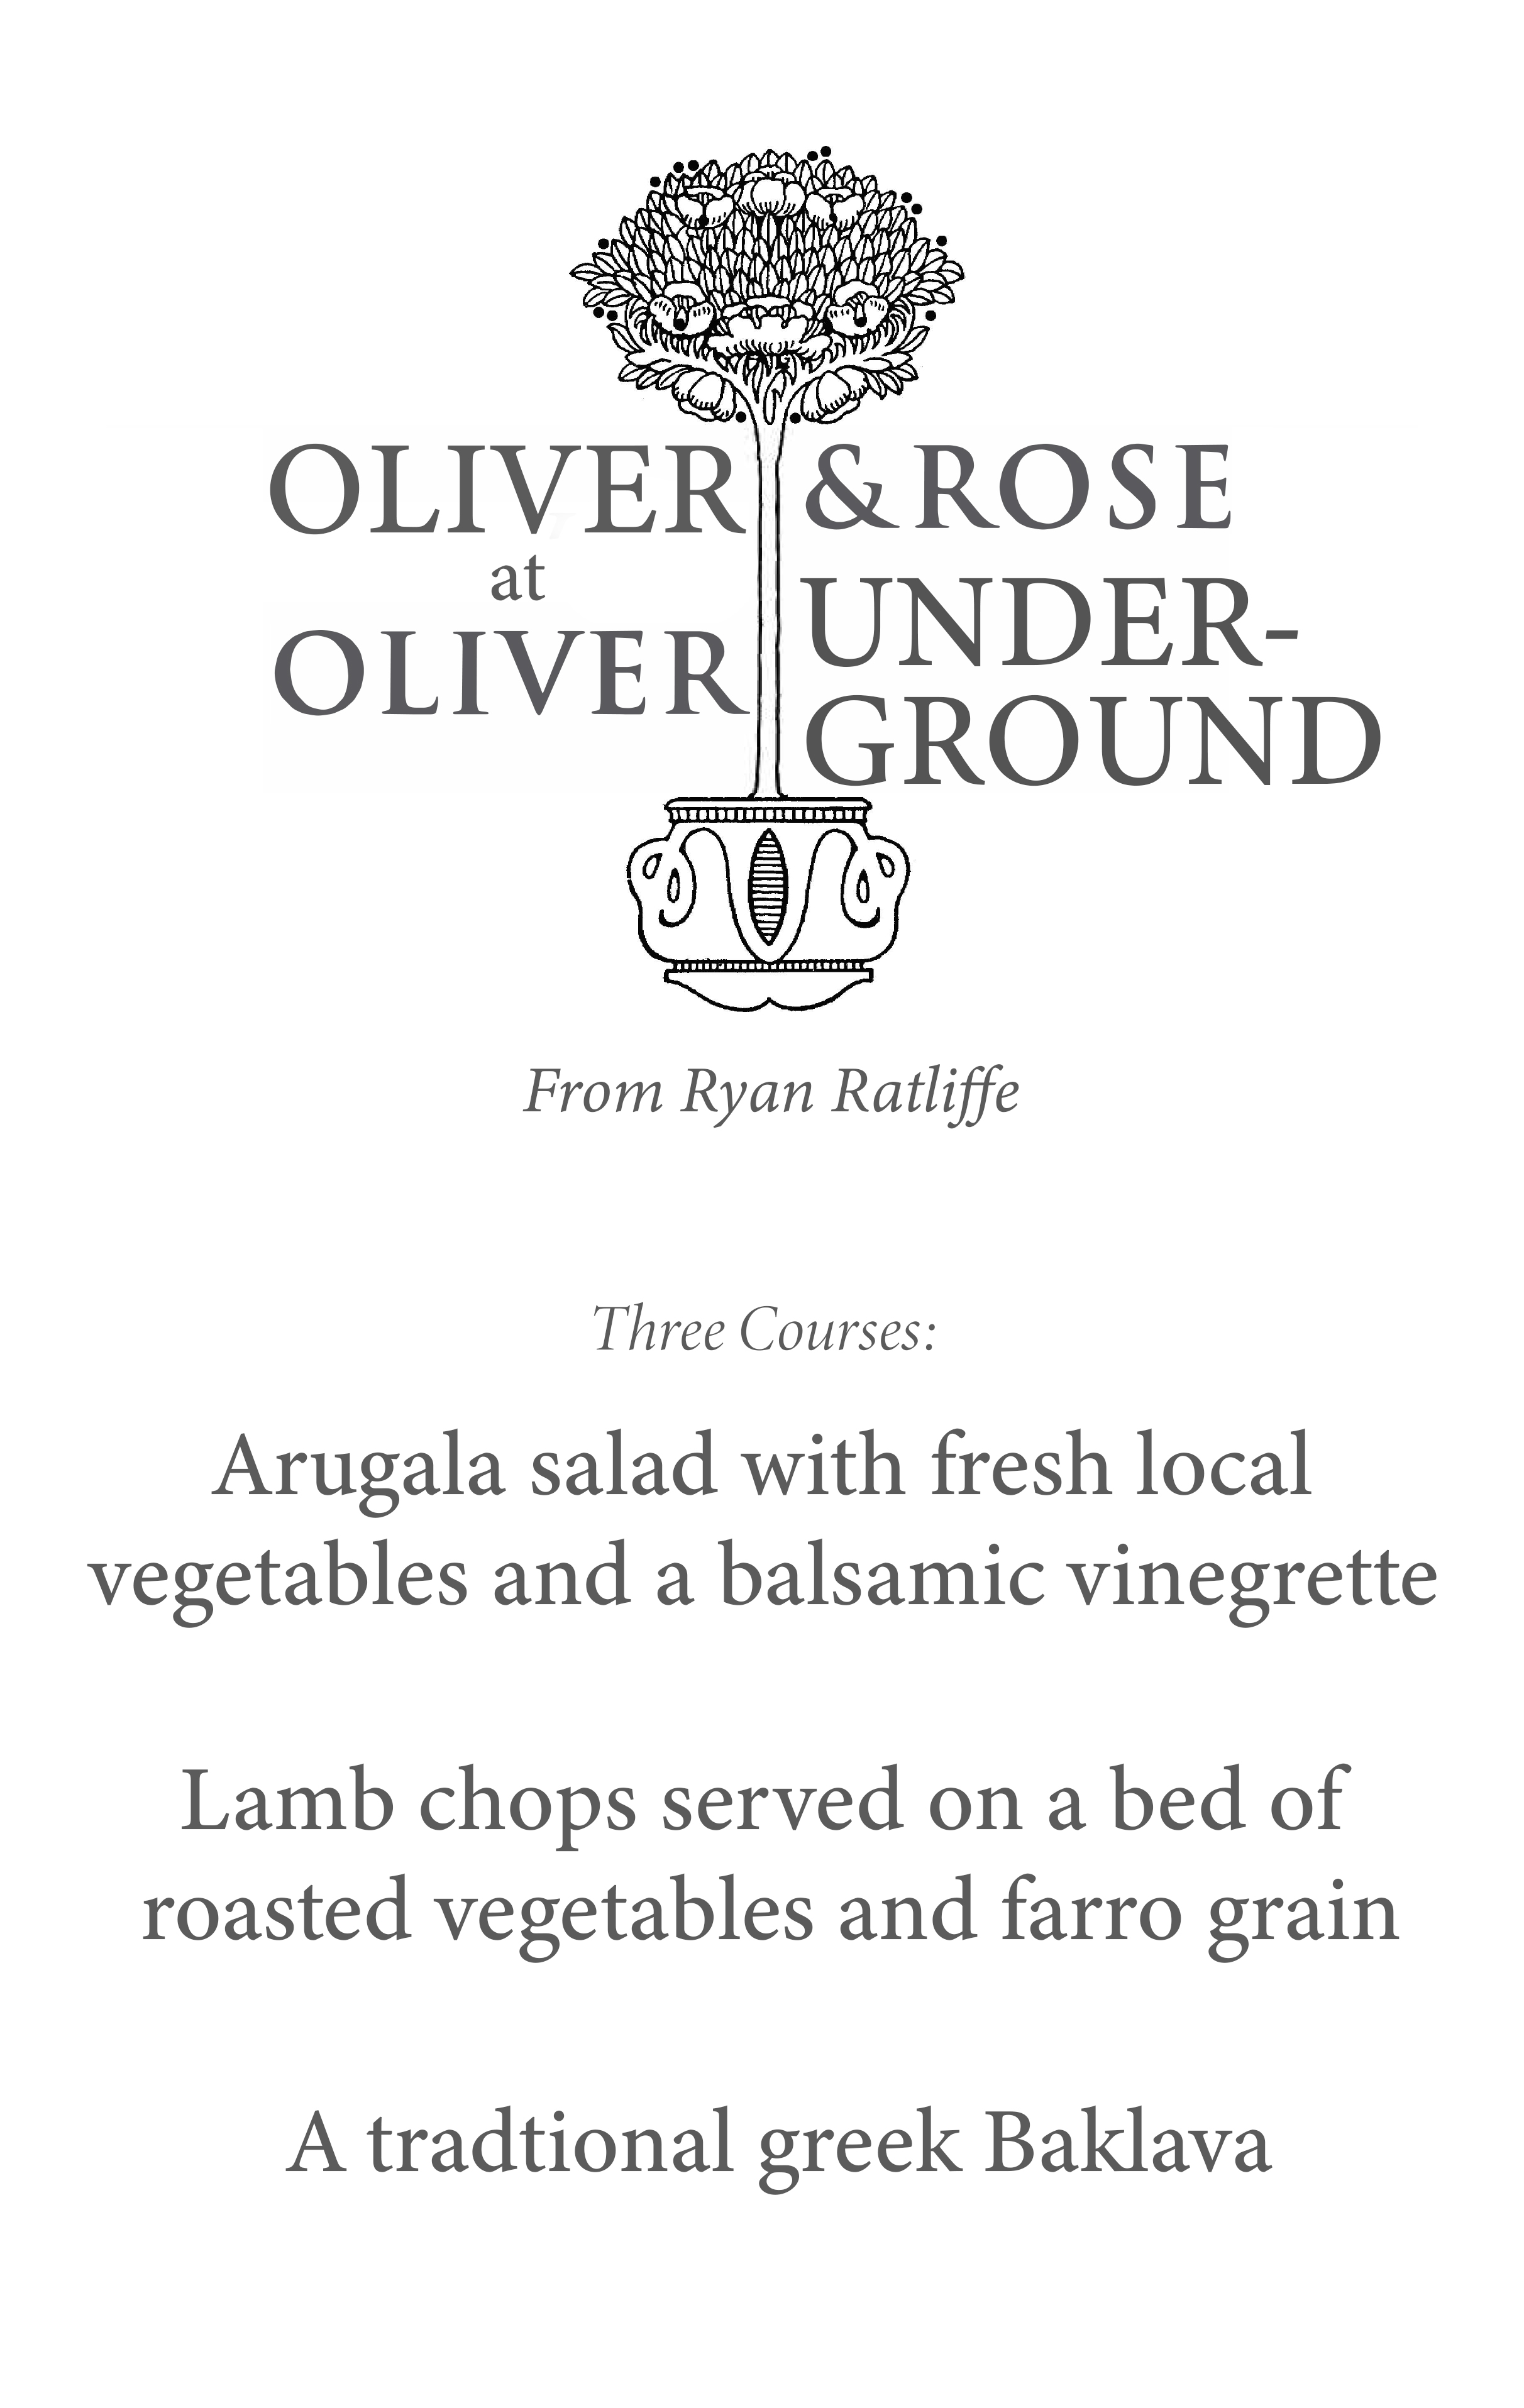 OLIVER & ROSE
at
OLIVER
UNDER-
GROUND
From Ryan Ratliffe
Three Courses:
Arugala salad with fresh local
vegetables and a balsamic vinegrette
Lamb chops served on a bed of
roasted vegetables and farro grain
A tradtional greek Baklava